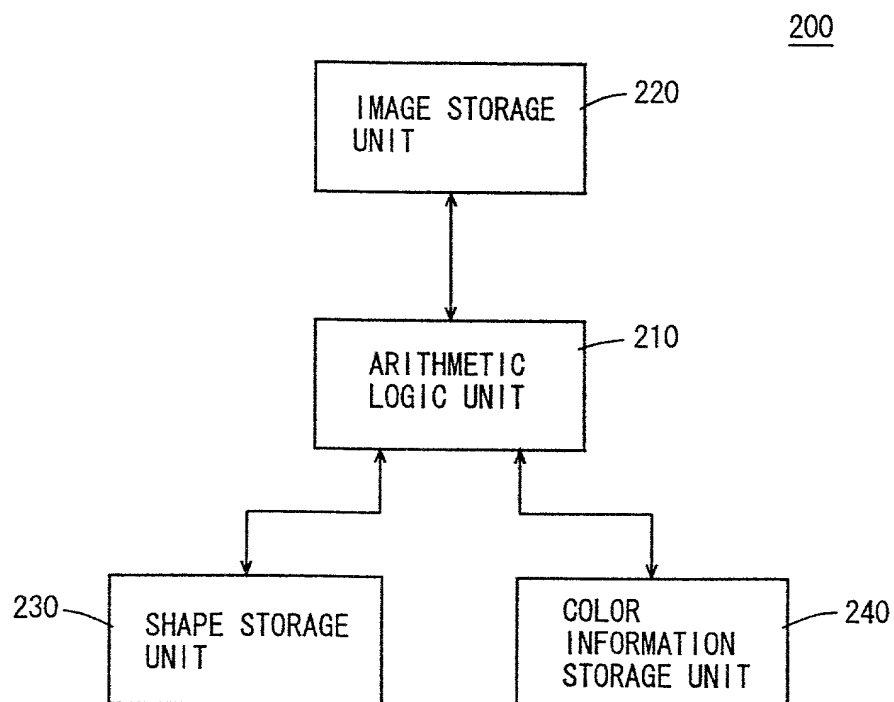 200
IMAGE STORAGE
UNIT
220
ARITHMETIC
LOGIC UNIT
210
230
SHAPE STORAGE
UNIT
COLOR
INFORMATION
STORAGE UNIT
240